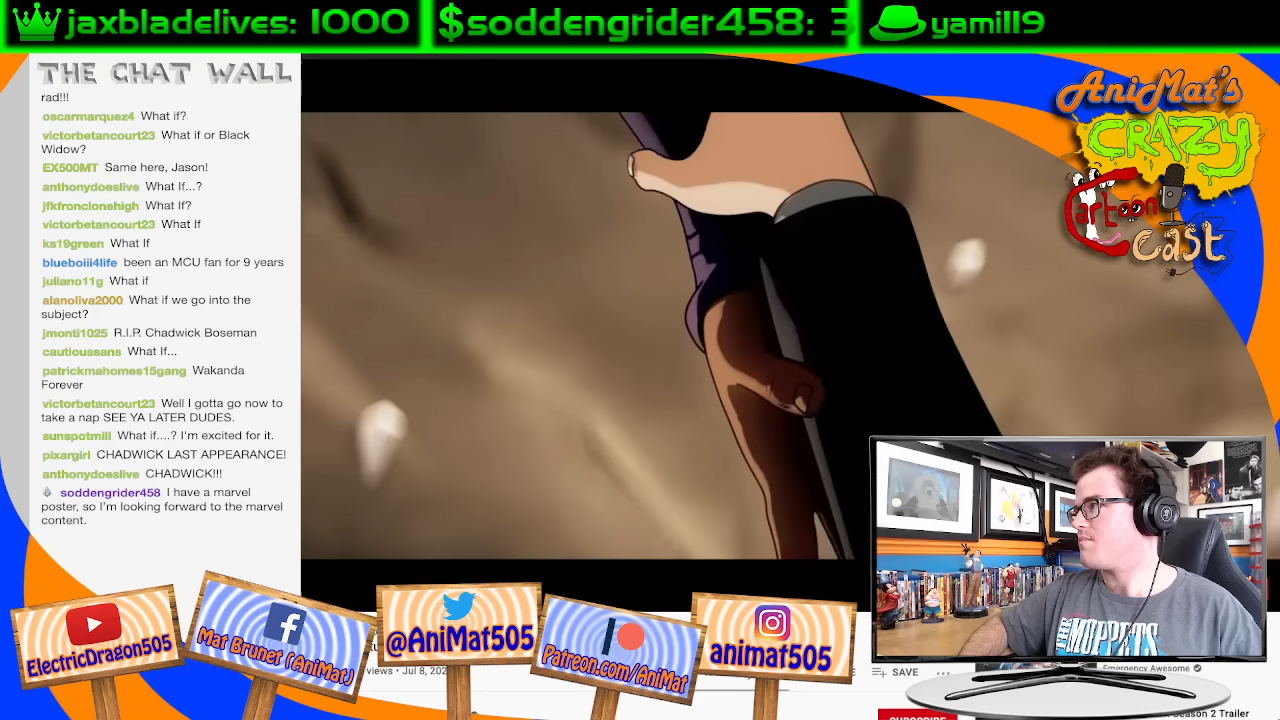 jaxbladelives: 1000
$soddengrider458: 3
yamill9
THE CHAT WALL
rad!!!
oscarmarquez4 What if?
victorbetancourt23 What if or Black
Widow?
EX500MT Same here, Jason!
anthonydoeslive What If...?
jfkfronclonehigh What If?
victorbetancourt23 What If
ks19green What If
blueboiii4life been an MCU fan for 9 years
juliano11g What if
alanoliva2000 What if we go into the
subject?
jmonti1025 R.I.P. Chadwick Boseman
cautioussans What If...
patrickmahomes15gang Wakanda
Forever
victorbetancourt23 Well I gotta go now to
take a nap SEE YA LATER DUDES.
sunspotmill What if....? I'm excited for it.
pixargirl CHADWICK LAST APPEARANCE!
anthonydoeslive CHADWICK!!!
soddengrider458 I have a marvel
poster, so I'm looking forward to the marvel
content.
AniMat's
CRAZY
Cartoon
Cast
THE MUPPETS
ElectricDragon505
Mat Brunet (AniMat)
@AniMat505
Patreon.com/AniMat
animat505
views • Jul 8, 202
SAVE
Emergency Awesome
SUBSCRIBE
Season 2 Trailer